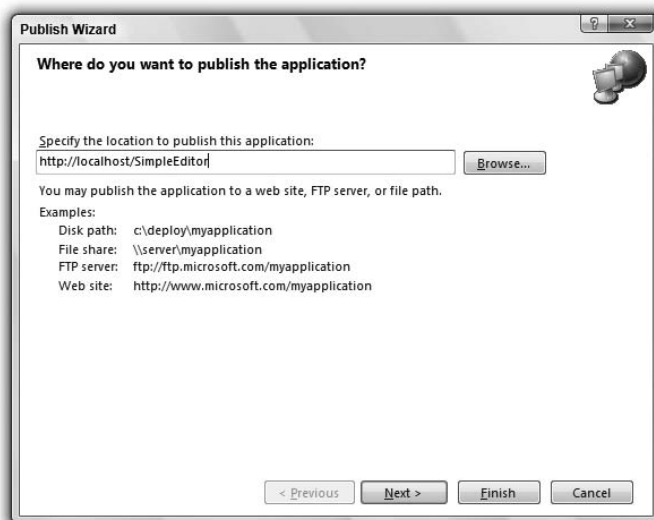 Publish Wizard
Where do you want to publish the application?
Specify the location to publish this application:
http://localhost/SimpleEditor
Browse...
You may publish the application to a web site, FTP server, or file path.
Examples:
Disk path: c:\deploy\myapplication
File share: \\server\myapplication
FTP server: ftp://ftp.microsoft.com/myapplication
Web site: http://www.microsoft.com/myapplication
< Previous Next > Finish Cancel